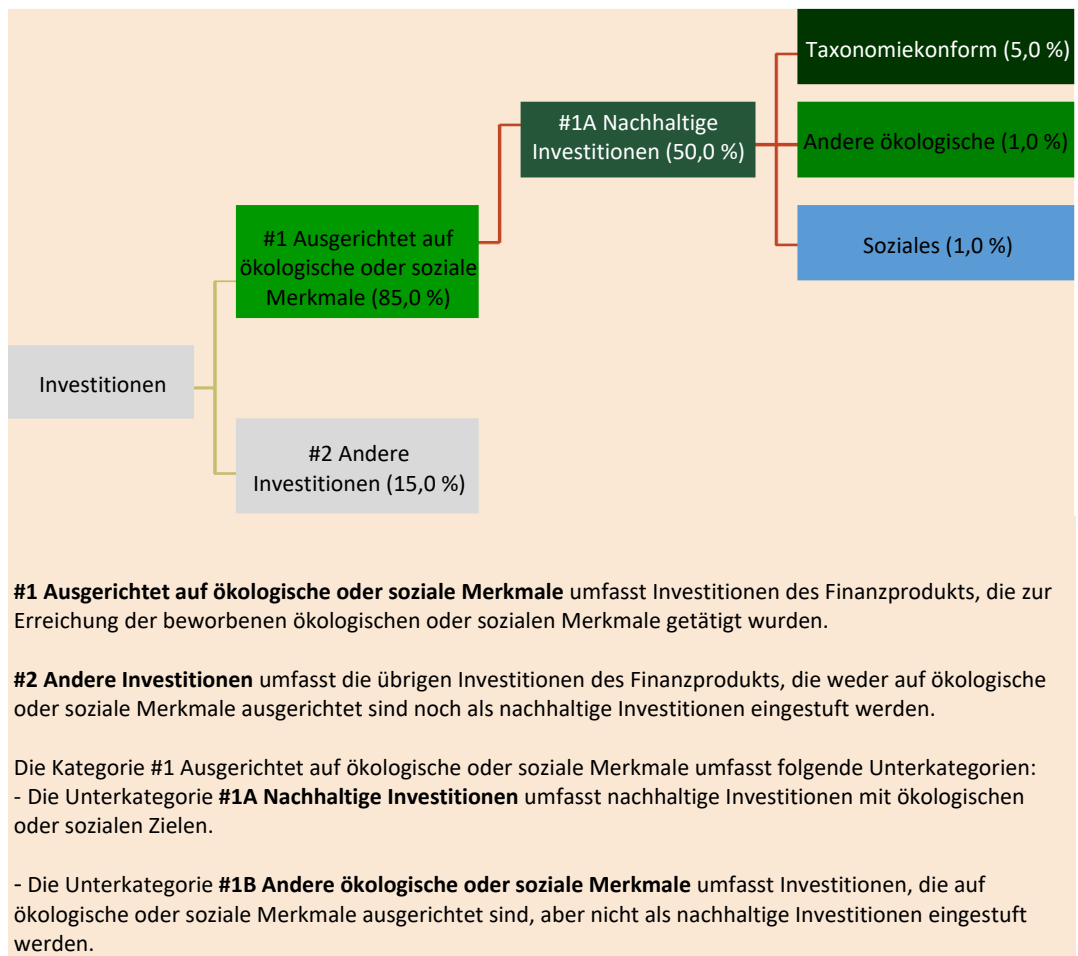 Taxonomiekonform (5,0 %)
#1A Nachhaltige
Investitionen (50,0 %)
Andere ökologische (1,0 %)
#1 Ausgerichtet auf
ökologische oder soziale
Merkmale (85,0 %)
Soziales (1,0 %)
Investitionen
#2 Andere
Investitionen (15,0 %)
#1 Ausgerichtet auf ökologische oder soziale Merkmale umfasst Investitionen des Finanzprodukts, die zur
Erreichung der beworbenen ökologischen oder sozialen Merkmale getätigt wurden.
#2 Andere Investitionen umfasst die übrigen Investitionen des Finanzprodukts, die weder auf ökologische
oder soziale Merkmale ausgerichtet sind noch als nachhaltige Investitionen eingestuft werden.
Die Kategorie #1 Ausgerichtet auf ökologische oder soziale Merkmale umfasst folgende Unterkategorien:
- Die Unterkategorie #1A Nachhaltige Investitionen umfasst nachhaltige Investitionen mit ökologischen
oder sozialen Zielen.
- Die Unterkategorie #1B Andere ökologische oder soziale Merkmale umfasst Investitionen, die auf
ökologische oder soziale Merkmale ausgerichtet sind, aber nicht als nachhaltige Investitionen eingestuft
werden.